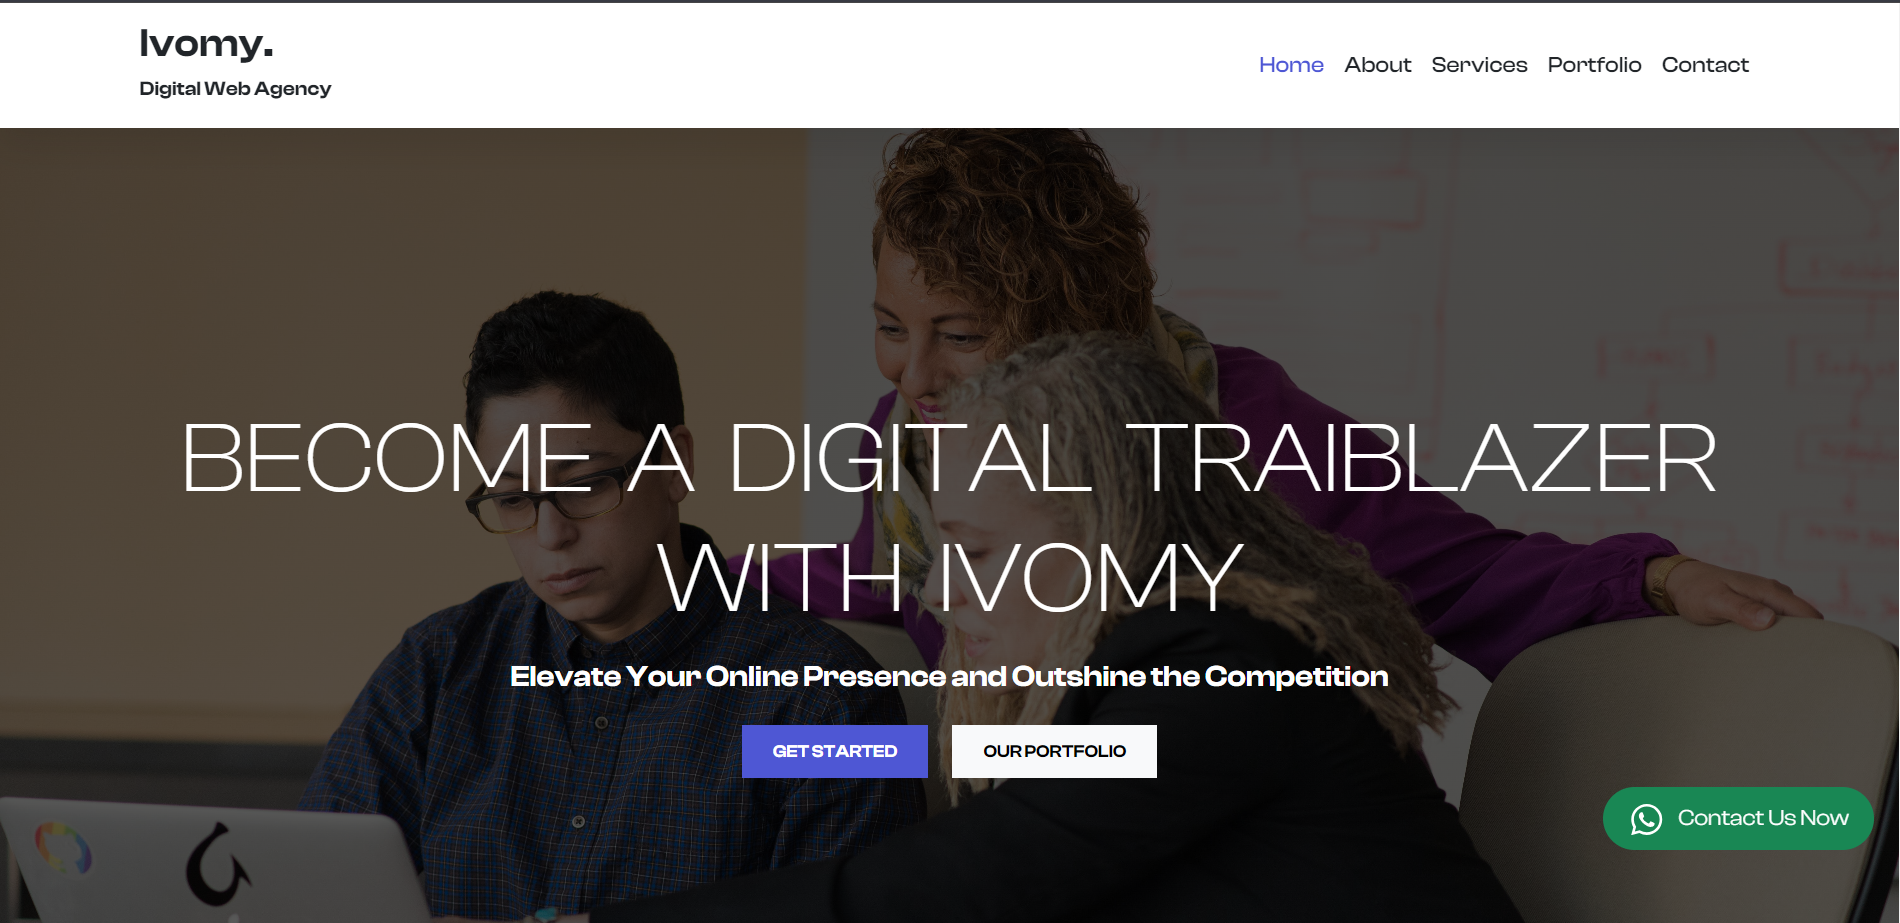 Ivomy.
Digital Web Agency
Home About Services Portfolio Contact
BECOME A DIGITAL TRAIBLAZER
WITH IVOMY
Elevate Your Online Presence and Outshine the Competition
GET STARTED OUR PORTFOLIO
Contact Us Now